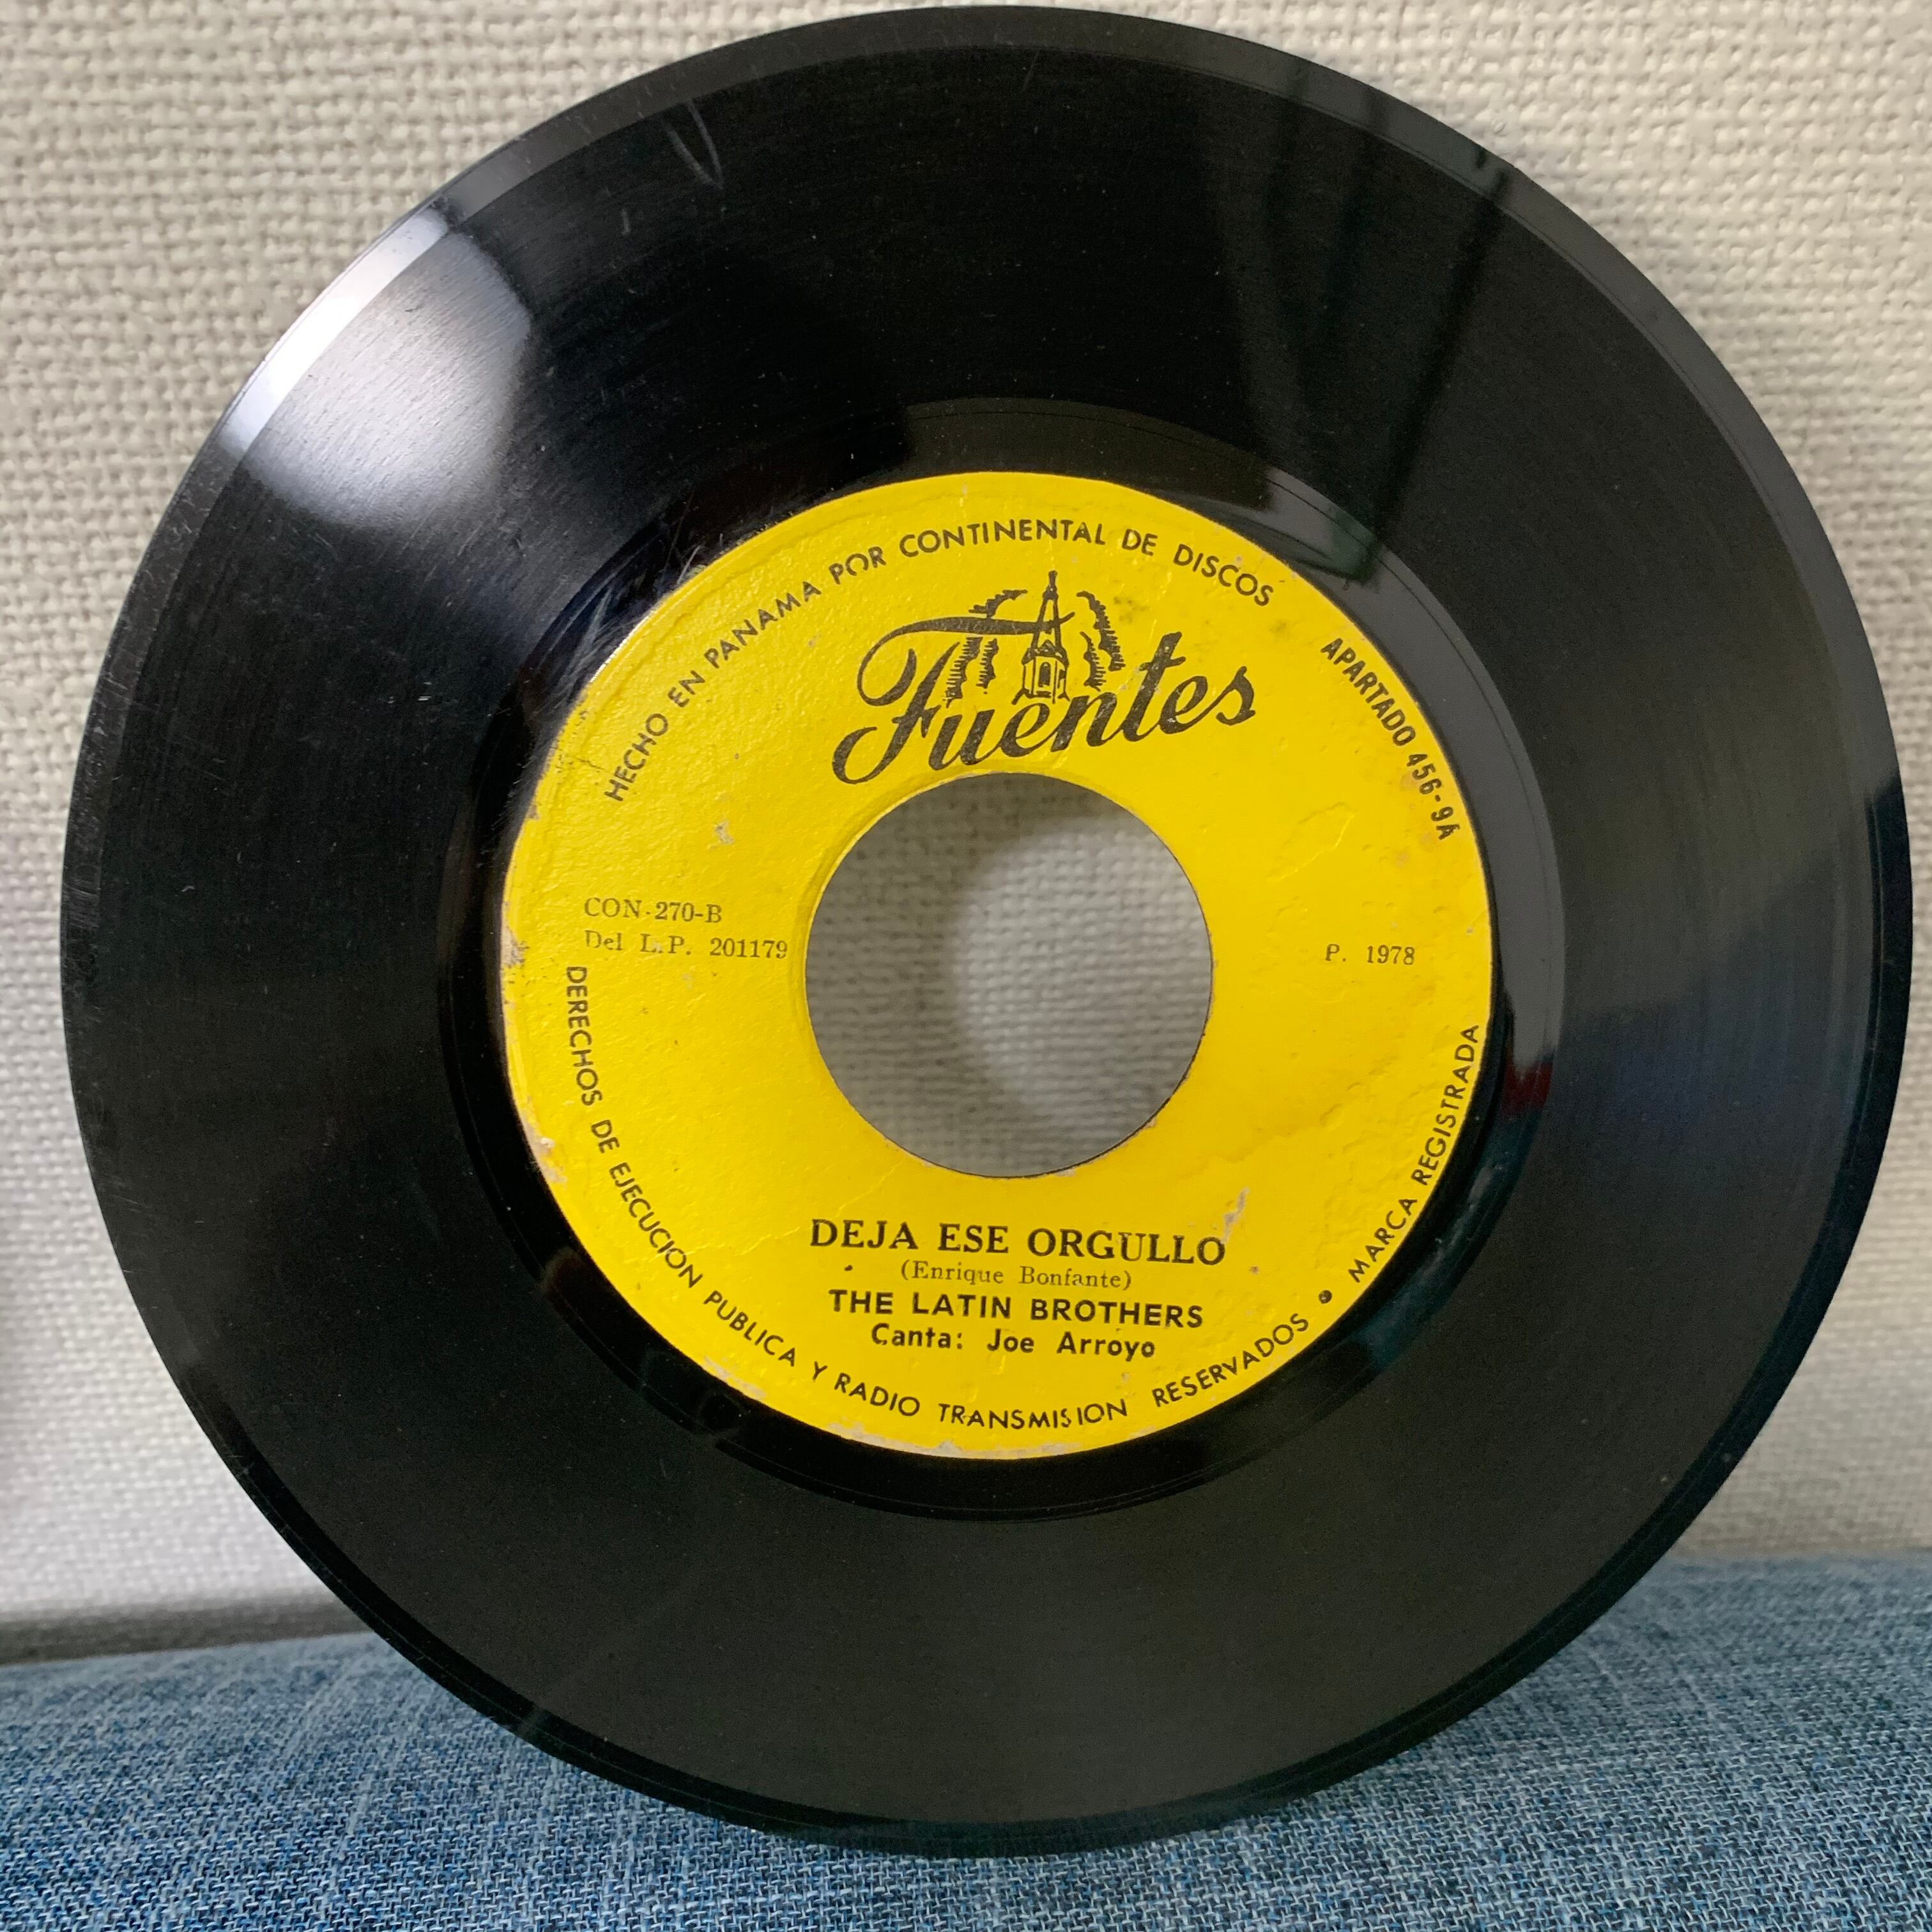 HECHO EN PANAMA POR CONTINENTAL DE DISCOS
APARTADO 456-9A
Fuentes
CON-270-B
Del L.P. 201179
P. 1978
DEJA ESE ORGULLO
(Enrique Bonfante)
THE LATIN BROTHERS
Canta: Joe Arroyo
DERECHOS DE EJECUCION PUBLICA Y RADIO TRANSMISION RESERVADOS • MARCA REGISTRADA